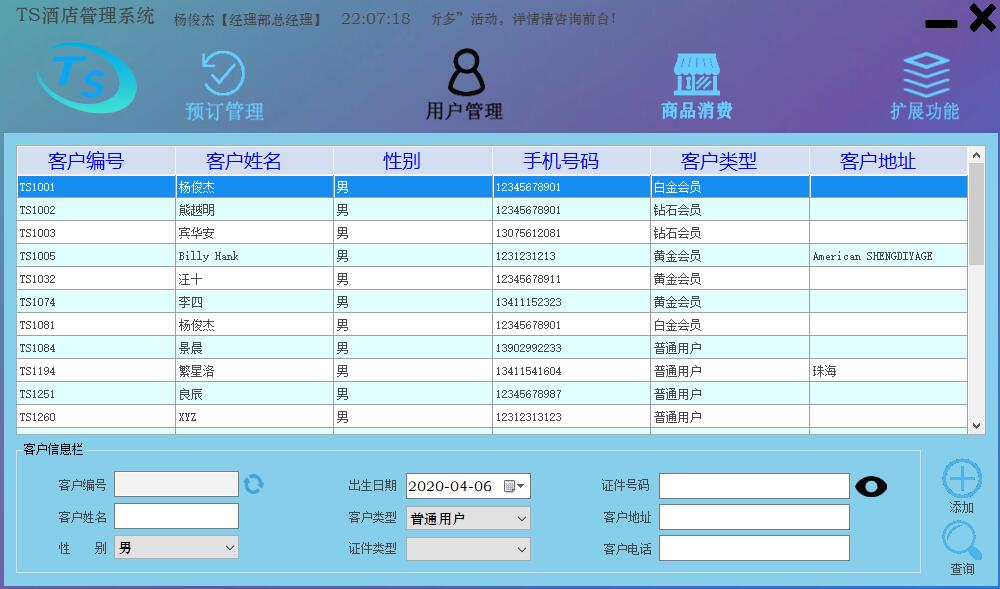 TS酒店管理系统 杨俊杰【经理部总经理】 22:07:18 斤多”活动，详情请咨询前台！
TS
预订管理 用户管理 商品消费 扩展功能
客户编号 客户姓名 性别 手机号码 客户类型 客户地址
TS1001 杨俊杰 男 12345678901 白金会员
TS1002 熊越明 男 12345678901 钻石会员
TS1003 宾华安 男 13075612081 钻石会员
TS1005 Billy Hank 男 1231231213 黄金会员 American SHENGDIYAGE
TS1032 汪十 男 12345678911 黄金会员
TS1074 李四 男 13411152323 黄金会员
TS1081 杨俊杰 男 12345678901 白金会员
TS1084 景晨 男 13902992233 普通用户
TS1194 繁星洛 男 13411541604 普通用户 珠海
TS1251 良辰 男 12345678987 普通用户
TS1260 XYZ 男 12312313123 普通用户
客户信息栏
客户编号 出生日期 2020-04-06 证件号码
客户姓名 客户类型 普通用户 客户地址
性 别 男 证件类型 客户电话
添加
查询